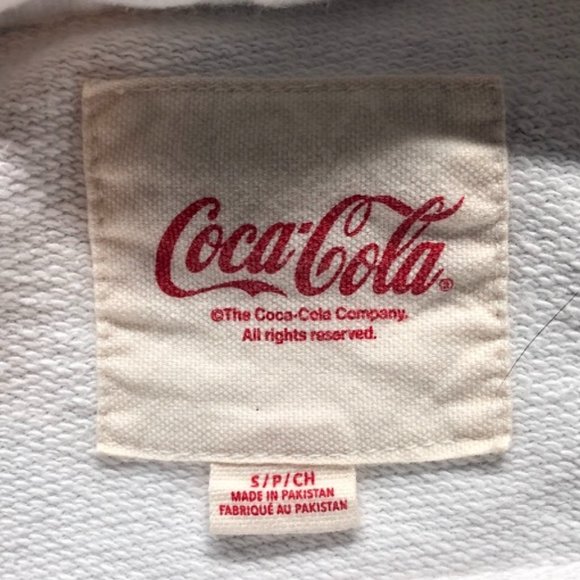 Coca-Cola®
©The Coca-Cola Company.
All rights reserved.
S/P/CH
MADE IN PAKISTAN
FABRIQUÉ AU PAKISTAN